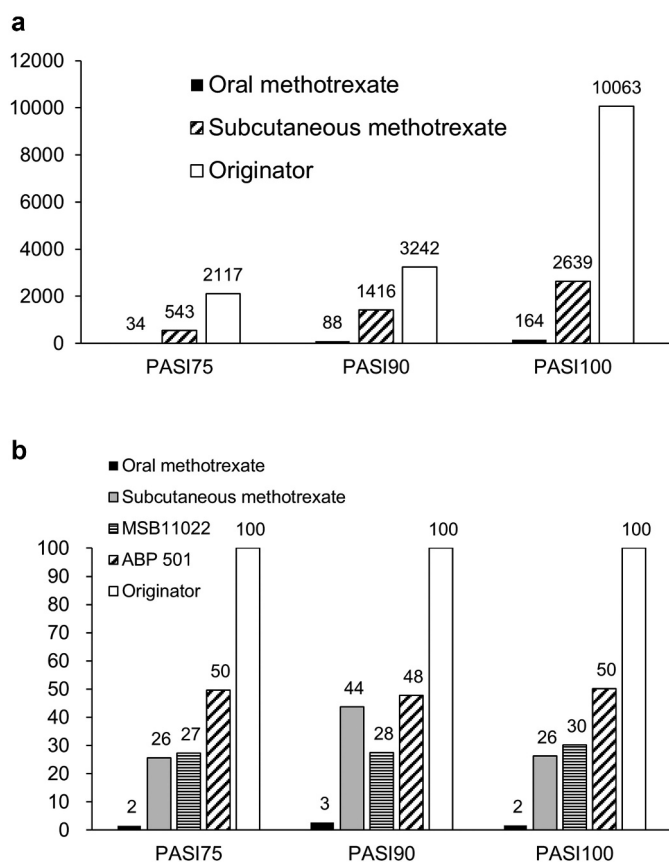 a
12000
10000
8000
6000
4000
2000
0
Oral methotrexate
Subcutaneous methotrexate
Originator
34
543
2117
88
1416
3242
164
2639
10063
PASI75
PASI90
PASI100
b
Oral methotrexate
Subcutaneous methotrexate
MSB11022
ABP 501
Originator
100
90
80
70
60
50
40
30
20
10
0
2
26
27
50
100
3
44
28
48
100
2
26
30
50
100
PASI75
PASI90
PASI100